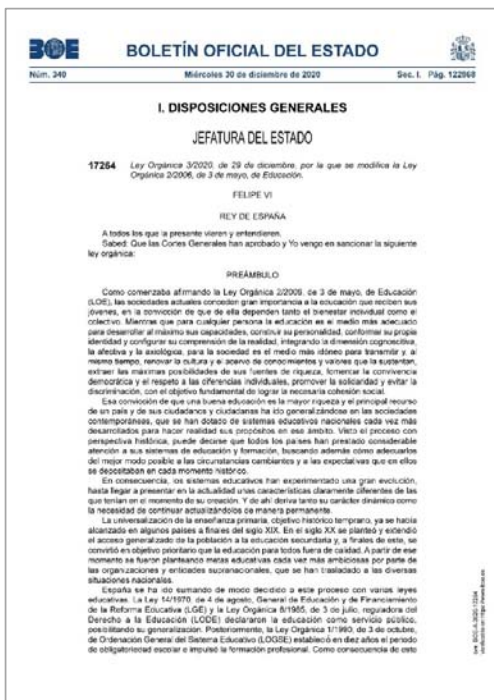 BOE
BOLETÍN OFICIAL DEL ESTADO
Núm. 340
Miércoles 30 de diciembre de 2020
Sec. I. Pág. 122868
I. DISPOSICIONES GENERALES
JEFATURA DEL ESTADO
17264 Ley Orgánica 3/2020, de 29 de diciembre, por la que se modifica la Ley
Orgánica 2/2006, de 3 de mayo, de Educación.
FELIPE VI
REY DE ESPAÑA
A todos los que la presente vieren y entendieren.
Sabed: Que las Cortes Generales han aprobado y Yo vengo en sancionar la siguiente
ley orgánica:
PREÁMBULO
Como comenzaba afirmando la Ley Orgánica 2/2006, de 3 de mayo, de Educación
(LOE), las sociedades actuales conceden gran importancia a la educación que reciben sus
jóvenes, en la convicción de que de ella dependen tanto el bienestar individual como el
colectivo. Mientras que para cualquier persona la educación es el medio más adecuado
para desarrollar al máximo sus capacidades, construir su personalidad, conformar su propia
identidad y configurar su comprensión de la realidad, integrando la dimensión cognoscitiva,
la afectiva y la axiológica, para la sociedad es el medio más idóneo para transmitir y, al
mismo tiempo, renovar la cultura y el acervo de conocimientos y valores que la sustentan,
extraer las máximas posibilidades de sus fuentes de riqueza, fomentar la convivencia
democrática y el respeto a las diferencias individuales, promover la solidaridad y evitar la
discriminación, con el objetivo fundamental de lograr la necesaria cohesión social.
Esa convicción de que una buena educación es la mayor riqueza y el principal recurso
de un país y de sus ciudadanos y ciudadanas ha ido generalizándose en las sociedades
contemporáneas, que se han dotado de sistemas educativos nacionales cada vez más
desarrollados para hacer realidad sus propósitos en ese ámbito. Visto el proceso con
perspectiva histórica, puede decirse que todos los países han prestado considerable
atención a sus sistemas de educación y formación, buscando además cómo adecuarlos
del mejor modo posible a las circunstancias cambiantes y a las expectativas que en ellos
se depositaban en cada momento histórico.
En consecuencia, los sistemas educativos han experimentado una gran evolución,
hasta llegar a presentar en la actualidad unas características claramente diferentes de las
que tenían en el momento de su creación. Y de ahí deriva tanto su carácter dinámico como
la necesidad de continuar actualizándolos de manera permanente.
La universalización de la enseñanza primaria, objetivo histórico temprano, ya se había
alcanzado en algunos países a finales del siglo XIX. En el siglo XX se planteó y extendió
el acceso generalizado de la población a la educación secundaria y, a finales de este, se
convirtió en objetivo prioritario que la educación para todos fuera de calidad. A partir de ese
momento se fueron planteando metas educativas cada vez más ambiciosas por parte de
las organizaciones y entidades supranacionales, que se han trasladado a las diversas
situaciones nacionales.
España se ha ido sumando de modo decidido a este proceso con varias leyes
educativas. La Ley 14/1970, de 4 de agosto, General de Educación y de Financiamiento
de la Reforma Educativa (LGE) y la Ley Orgánica 8/1985, de 3 de julio, reguladora del
Derecho a la Educación (LODE) declararon la educación como servicio público,
posibilitando su generalización. Posteriormente, la Ley Orgánica 1/1990, de 3 de octubre,
de Ordenación General del Sistema Educativo (LOGSE) estableció en diez años el periodo
de obligatoriedad escolar e impulsó la formación profesional. Como consecuencia de esto